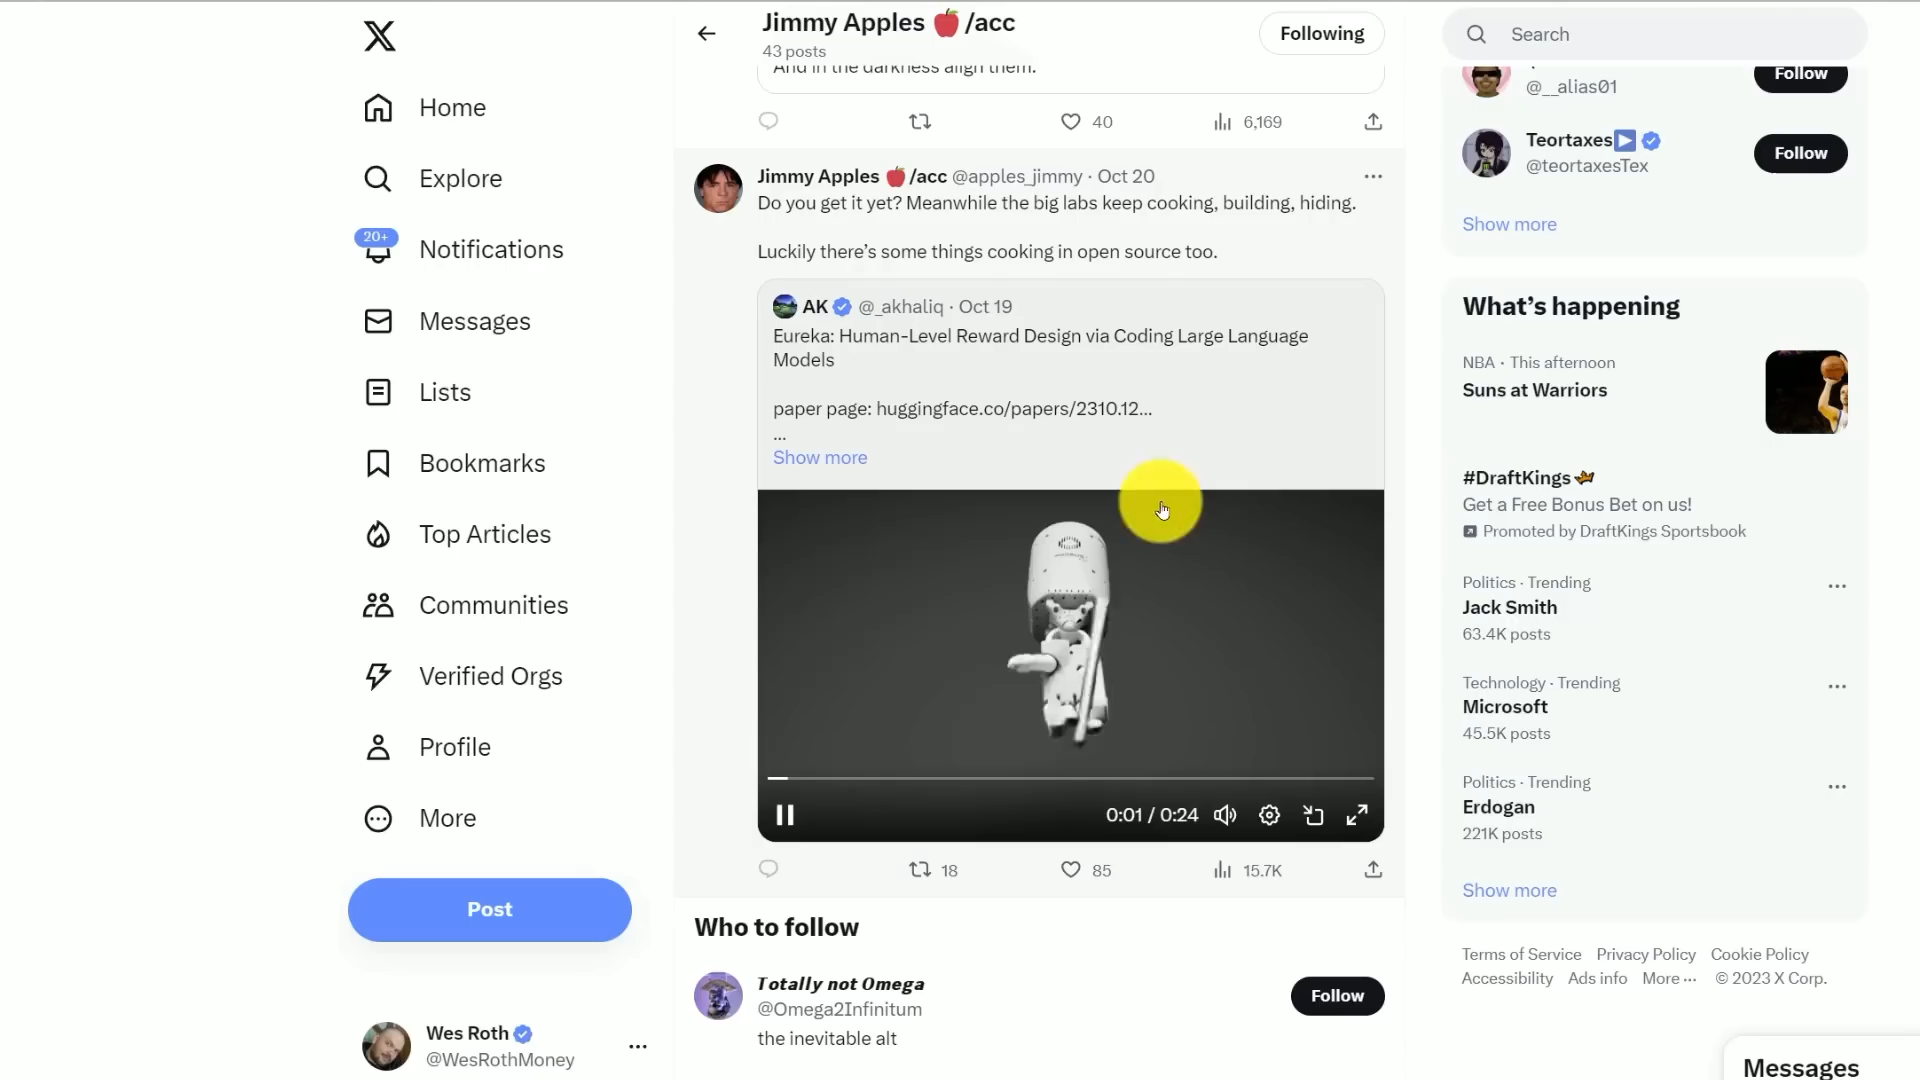 Home
Explore
20+
Notifications
Messages
Lists
Bookmarks
Top Articles
Communities
Verified Orgs
Profile
More
Post
Wes Roth
@WesRothMoney
Jimmy Apples 🍎/acc
43 posts
Following
And in the darkness align them.
40
6,169
Jimmy Apples 🍎/acc @apples_jimmy · Oct 20
Do you get it yet? Meanwhile the big labs keep cooking, building, hiding.
Luckily there’s some things cooking in open source too.
AK @_akhaliq · Oct 19
Eureka: Human-Level Reward Design via Coding Large Language
Models
paper page: huggingface.co/papers/2310.12...
...
Show more
0:01 / 0:24
18
85
15.7K
Who to follow
Totally not Omega
@Omega2Infinitum
the inevitable alt
Follow
Search
@__alias01
Follow
Teortaxes▶️
@teortaxesTex
Follow
Show more
What’s happening
NBA · This afternoon
Suns at Warriors
#DraftKings
Get a Free Bonus Bet on us!
Promoted by DraftKings Sportsbook
Politics · Trending
Jack Smith
63.4K posts
Technology · Trending
Microsoft
45.5K posts
Politics · Trending
Erdogan
221K posts
Show more
Terms of Service Privacy Policy Cookie Policy
Accessibility Ads info More ··· © 2023 X Corp.
Messages